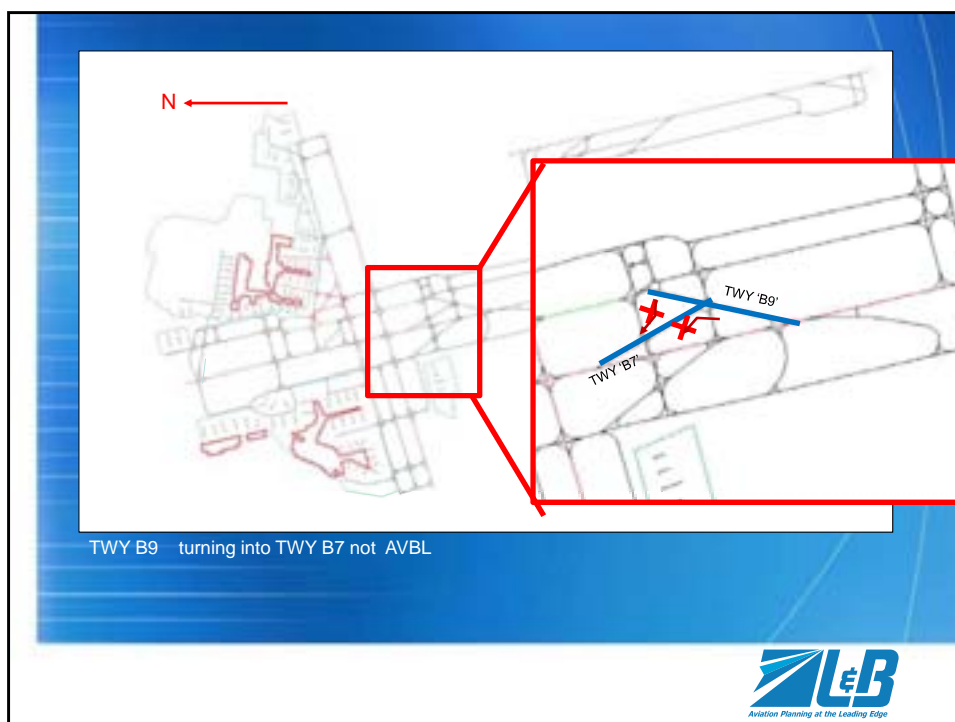 N
TWY 'B9'
TWY 'B7'
TWY B9 turning into TWY B7 not AVBL
L&B
Aviation Planning at the Leading Edge